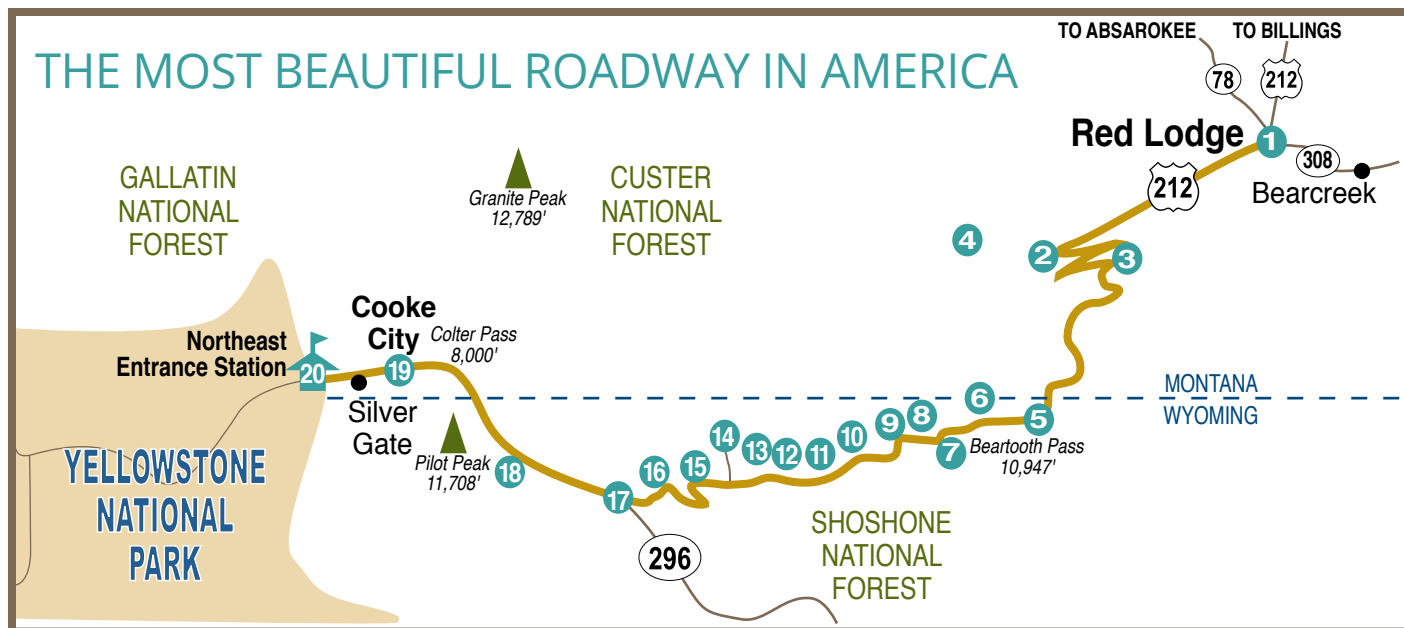 THE MOST BEAUTIFUL ROADWAY IN AMERICA
TO ABSAROKEE
TO BILLINGS
78
212
Red Lodge
1
308
Bearcreek
212
GALLATIN
NATIONAL
FOREST
Granite Peak
12,789'
CUSTER
NATIONAL
FOREST
4
2
3
Northeast
Entrance Station
20
Cooke
City
19
Colter Pass
8,000'
Silver
Gate
MONTANA
WYOMING
YELLOWSTONE
NATIONAL
PARK
Pilot Peak
11,708'
18
17
16
15
14
13
12
11
10
9
8
7
6
5
Beartooth Pass
10,947'
296
SHOSHONE
NATIONAL
FOREST